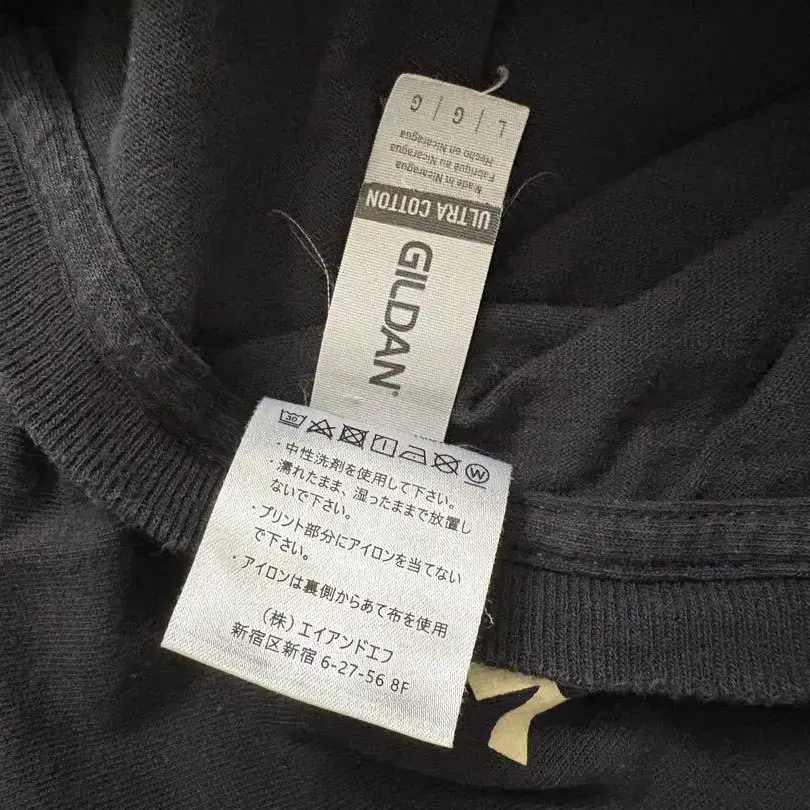 L | G | G
Made in Nicaragua
Fabriqué au Nicaragua
Hecho en Nicaragua
ULTRA COTTON
GILDAN
30
W
・中性洗剤を使用して下さい。
・濡れたまま、湿ったままで放置し
ないで下さい。
・プリント部分にアイロンを当てない
で下さい。
・アイロンは裏側からあて布を使用
(株) エイアンドエフ
新宿区新宿 6-27-56 8F